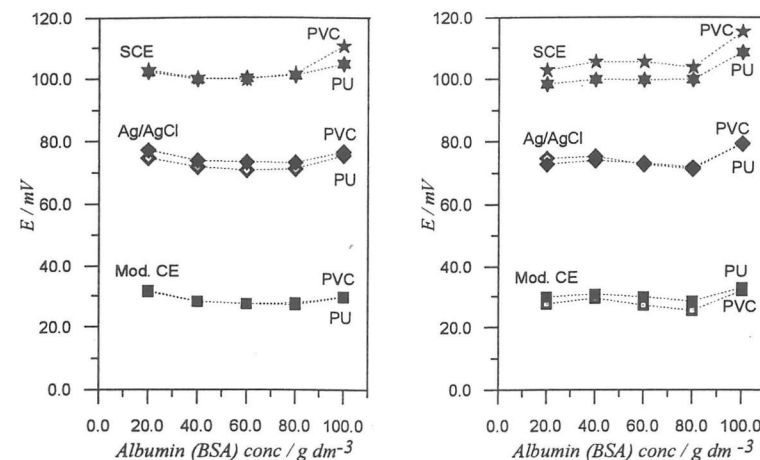 120.0
100.0
80.0
60.0
40.0
20.0
0.0
E / mV
SCE
PVC
PU
Ag/AgCl
PVC
PU
Mod. CE
PVC
PU
0.0 20.0 40.0 60.0 80.0 100.0
Albumin (BSA) conc / g dm-3
120.0
100.0
80.0
60.0
40.0
20.0
0.0
E / mV
PVC
SCE
PU
Ag/AgCl
PVC
PU
Mod. CE
PU
PVC
0.0 20.0 40.0 60.0 80.0 100.0
Albumin (BSA) conc / g dm-3